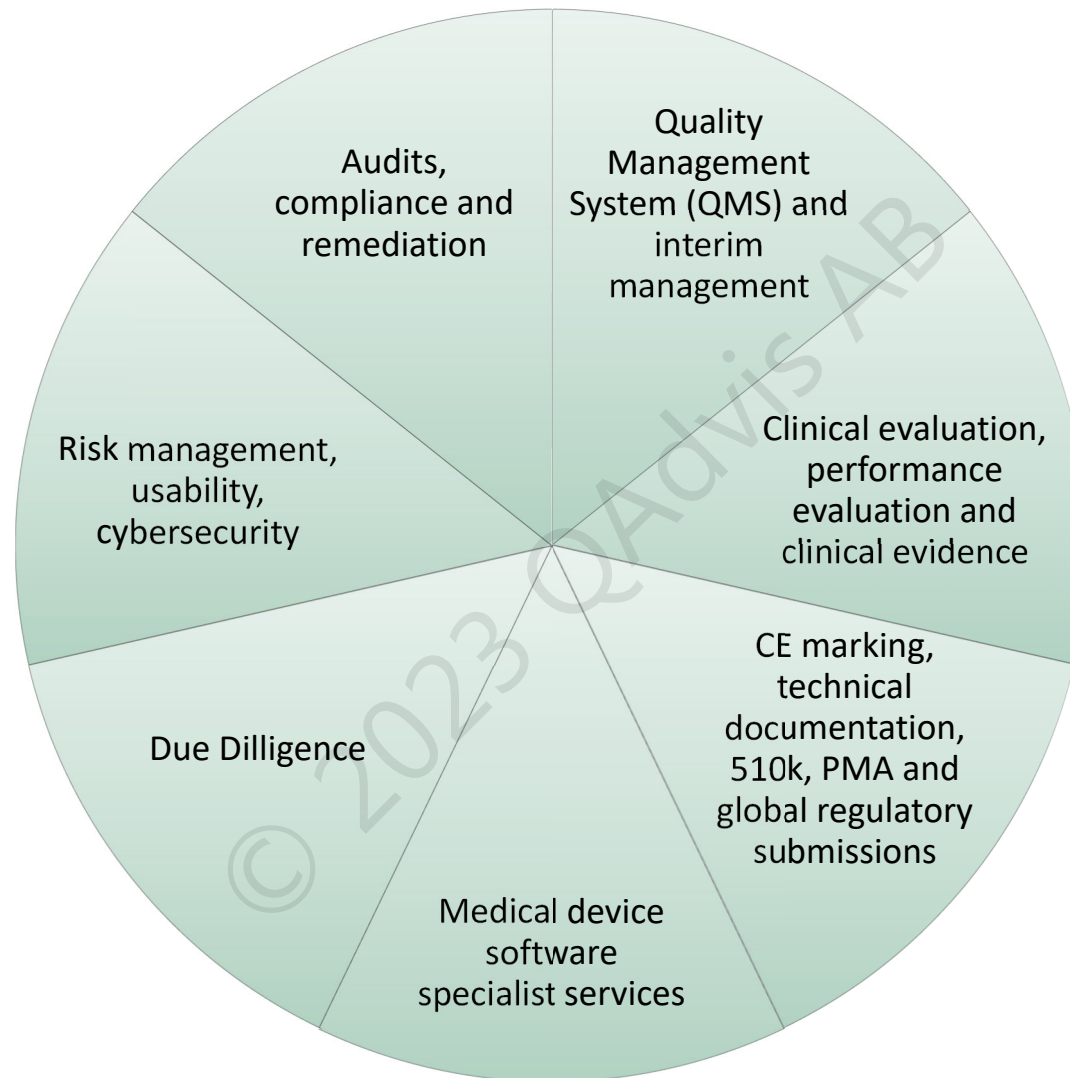 Quality
Management
System (QMS) and
interim
management
Clinical evaluation,
performance
evaluation and
clinical evidence
CE marking,
technical
documentation,
510k, PMA and
global regulatory
submissions
Medical device
software
specialist services
Due Dilligence
Risk management,
usability,
cybersecurity
Audits,
compliance and
remediation
© 2023 QAdvis AB